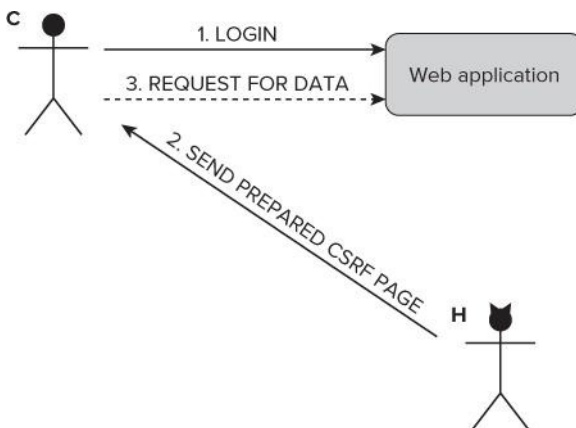 C
1. LOGIN
Web application
3. REQUEST FOR DATA
2. SEND PREPARED CSRF PAGE
H